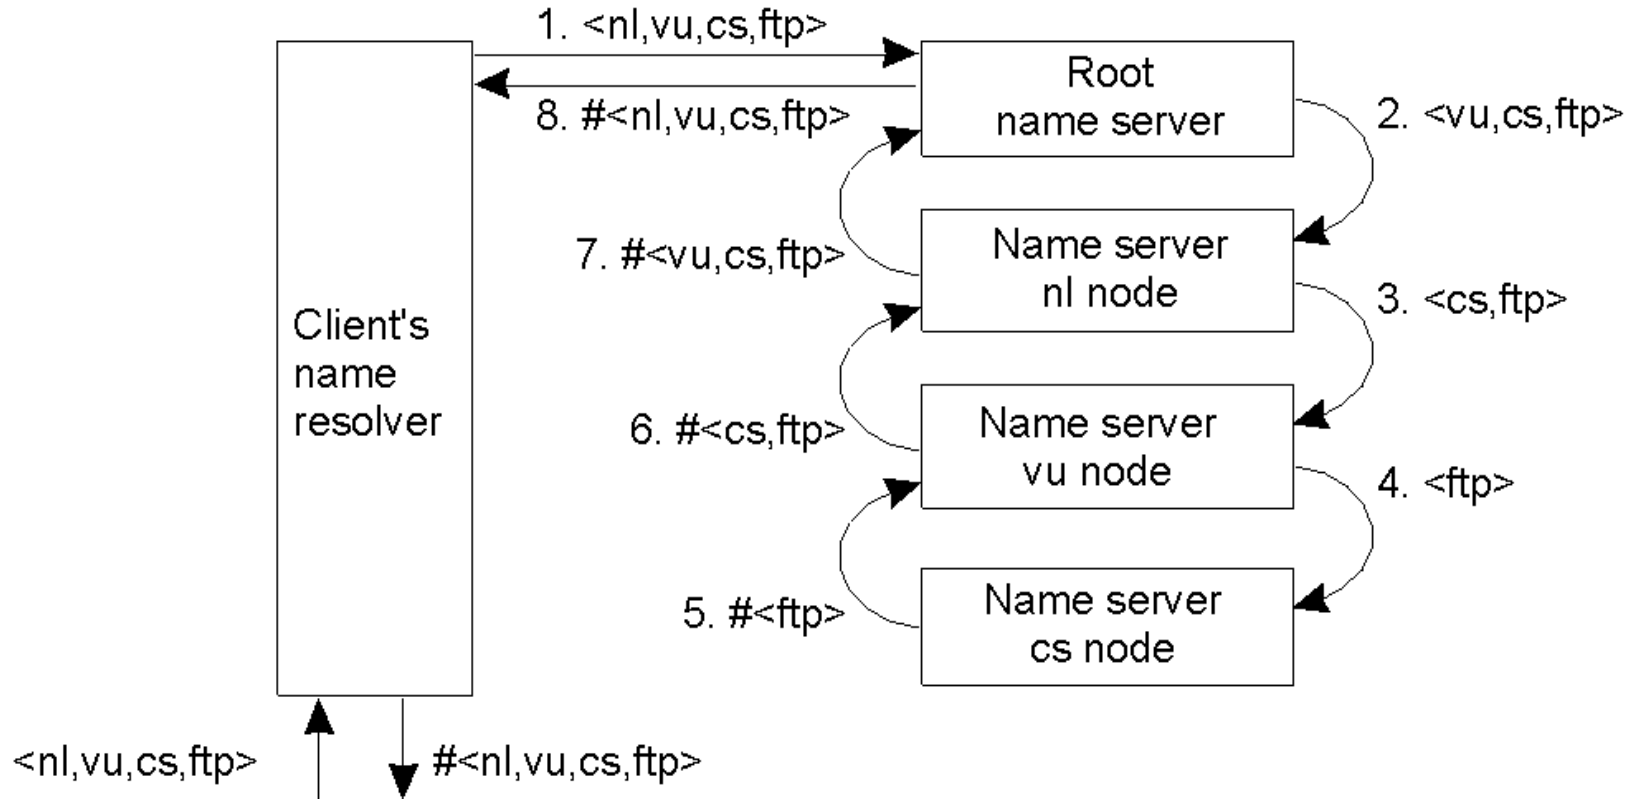 1. <nl,vu,cs,ftp>
8. #<nl,vu,cs,ftp>
Root
name server
2. <vu,cs,ftp>
7. #<vu,cs,ftp>
Name server
nl node
3. <cs,ftp>
Client's
name
resolver
6. #<cs,ftp>
Name server
vu node
4. <ftp>
5. #<ftp>
Name server
cs node
<nl,vu,cs,ftp>
#<nl,vu,cs,ftp>